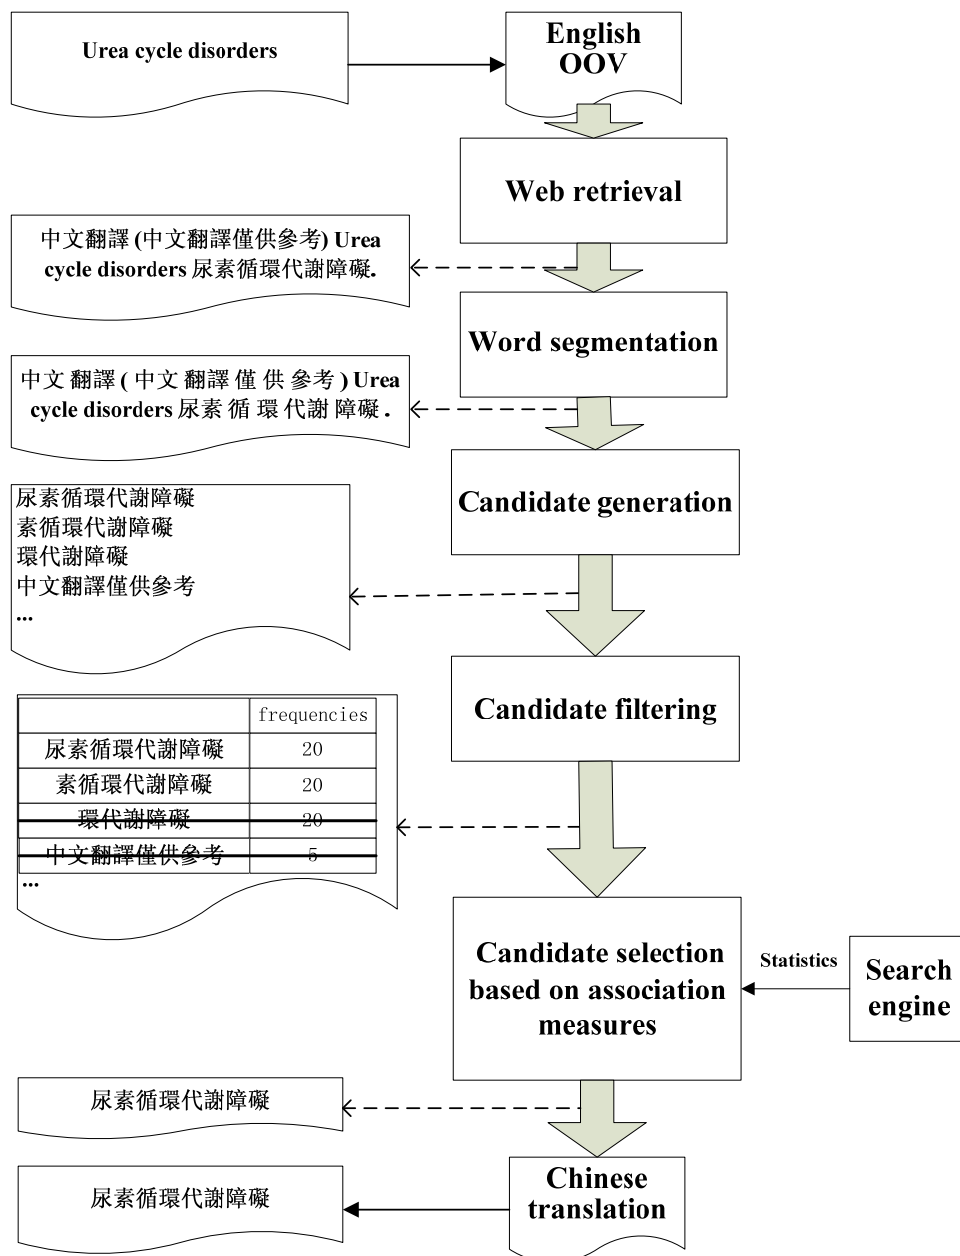 Urea cycle disorders
English
OOV
Web retrieval
中文翻譯 (中文翻譯僅供參考) Urea
cycle disorders 尿素循環代謝障礙.
Word segmentation
中文 翻譯 ( 中文 翻譯 僅 供 參考 ) Urea
cycle disorders 尿素 循 環 代謝 障礙 .
Candidate generation
尿素循環代謝障礙
素循環代謝障礙
環代謝障礙
中文翻譯僅供參考
...
Candidate filtering
frequencies
尿素循環代謝障礙 20
素循環代謝障礙 20
環代謝障礙 20
中文翻譯僅供參考 5
...
Candidate selection
based on association
measures
Statistics
Search
engine
尿素循環代謝障礙
Chinese
translation
尿素循環代謝障礙